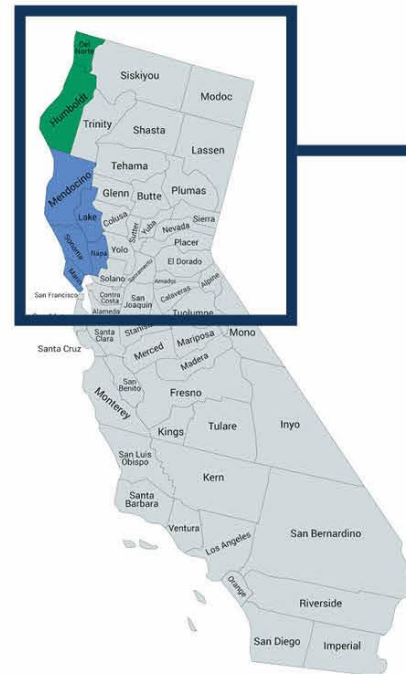 Del
Norte
Siskiyou
Modoc
Humboldt
Trinity
Shasta
Lassen
Tehama
Mendocino
Glenn
Butte
Plumas
Lake
Colusa
Sutter
Yuba
Nevada
Sierra
Placer
Sonoma
Napa
Yolo
Sacramento
El Dorado
Marin
Solano
Amador
Alpine
San Francisco
Contra
Costa
San
Joaquin
Calaveras
Tuolumne
Alameda
Mono
Santa
Clara
Santa Cruz
Merced
Mariposa
Madera
San
Benito
Monterey
Fresno
Kings
Tulare
Inyo
San Luis
Obispo
Kern
Santa
Barbara
Ventura
Los Angeles
San Bernardino
Orange
Riverside
San Diego
Imperial